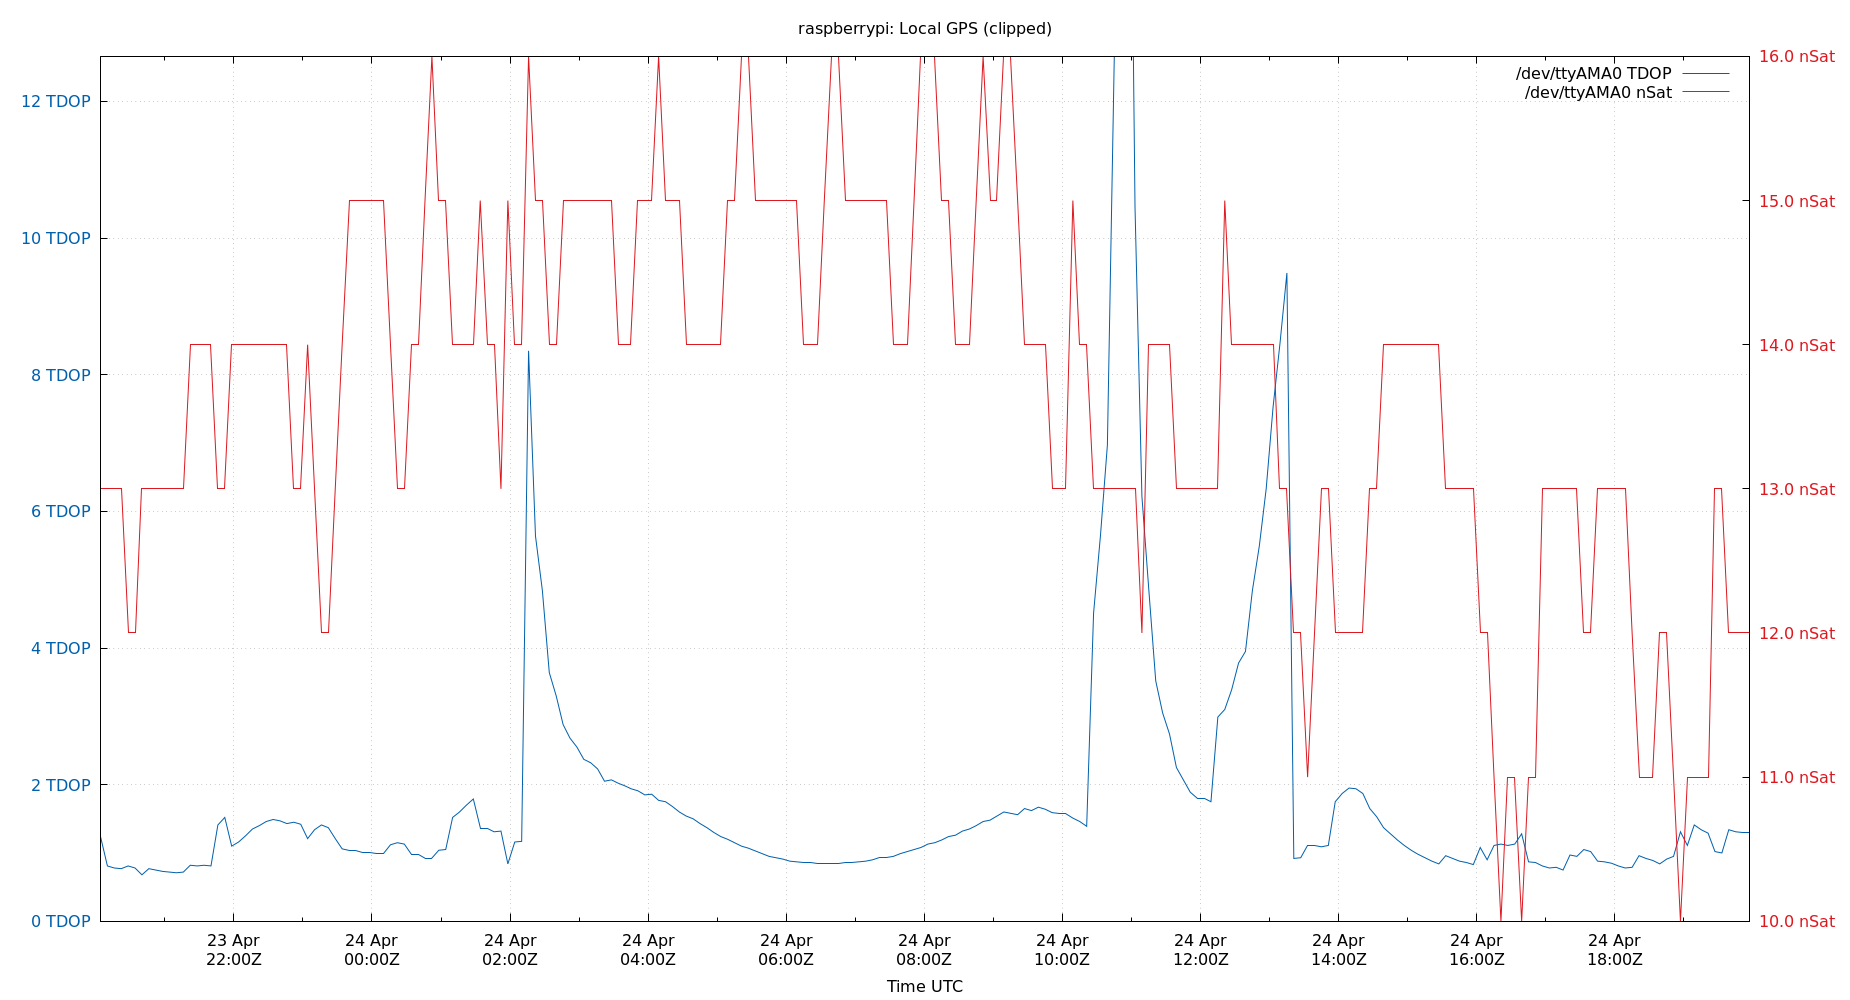 raspberrypi: Local GPS (clipped)
/dev/ttyAMA0 TDOP
/dev/ttyAMA0 nSat
12 TDOP
10 TDOP
8 TDOP
6 TDOP
4 TDOP
2 TDOP
0 TDOP
16.0 nSat
15.0 nSat
14.0 nSat
13.0 nSat
12.0 nSat
11.0 nSat
10.0 nSat
23 Apr
22:00Z
24 Apr
00:00Z
24 Apr
02:00Z
24 Apr
04:00Z
24 Apr
06:00Z
24 Apr
08:00Z
24 Apr
10:00Z
24 Apr
12:00Z
24 Apr
14:00Z
24 Apr
16:00Z
24 Apr
18:00Z
Time UTC